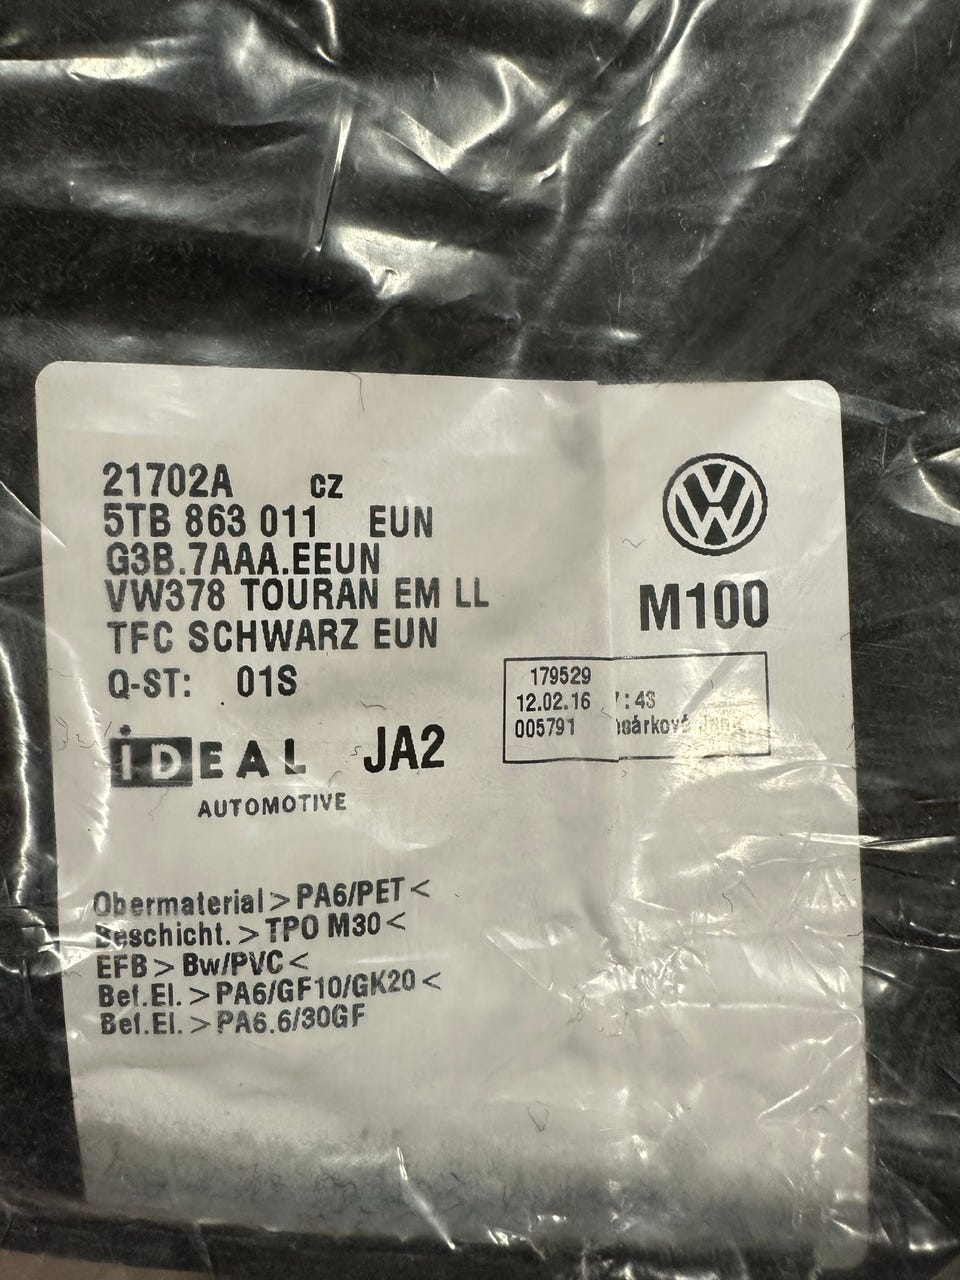 21702A cz
5TB 863 011 EUN
G3B.7AAA.EEUN
VW378 TOURAN EM LL
TFC SCHWARZ EUN
Q-ST: 01S
M100
179529
12.02.16 :43
005791
iDEAL JA2
AUTOMOTIVE
Obermaterial>PA6/PET<
Beschicht.>TPO M30<
EFB>Bw/PVC<
Bef.El.>PA6/GF10/GK20<
Bef.El.>PA6.6/30GF